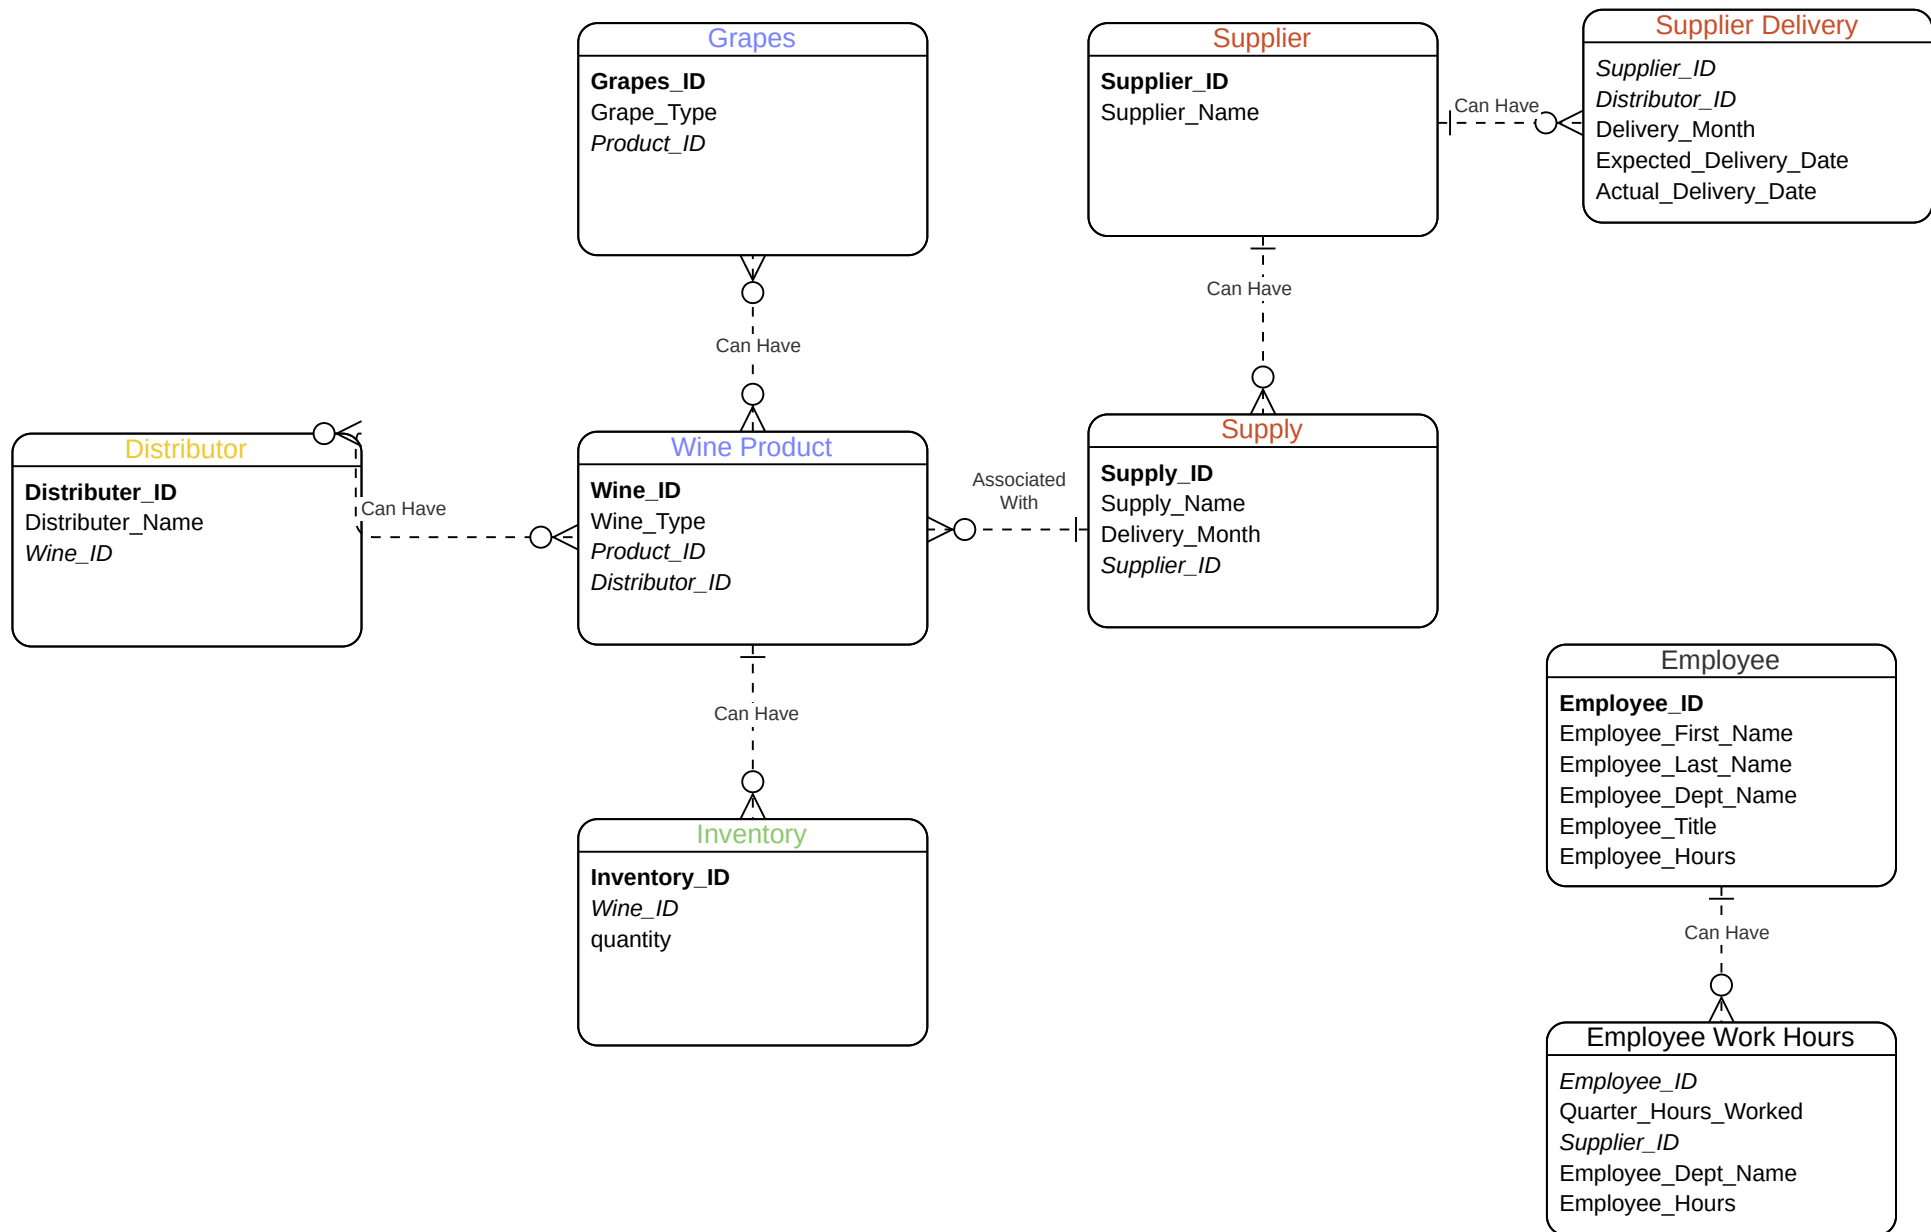 Grapes
Grapes_ID
Grape_Type
Product_ID
Supplier
Supplier_ID
Supplier_Name
Can Have
Supplier Delivery
Supplier_ID
Distributor_ID
Delivery_Month
Expected_Delivery_Date
Actual_Delivery_Date
Can Have
Can Have
Distributor
Distributer_ID
Distributer_Name
Wine_ID
Can Have
Wine Product
Wine_ID
Wine_Type
Product_ID
Distributor_ID
Associated
With
Supply
Supply_ID
Supply_Name
Delivery_Month
Supplier_ID
Can Have
Inventory
Inventory_ID
Wine_ID
quantity
Employee
Employee_ID
Employee_First_Name
Employee_Last_Name
Employee_Dept_Name
Employee_Title
Employee_Hours
Can Have
Employee Work Hours
Employee_ID
Quarter_Hours_Worked
Supplier_ID
Employee_Dept_Name
Employee_Hours